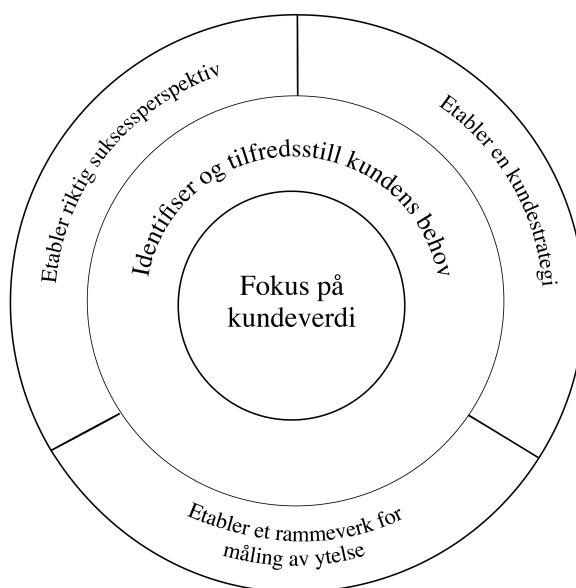 Etabler riktig suksessperspektiv
Etabler en kundestrategi
Identifiser og tilfredsstill kundens behov
Fokus på
kundeverdi
Etabler et rammeverk for
måling av ytelse